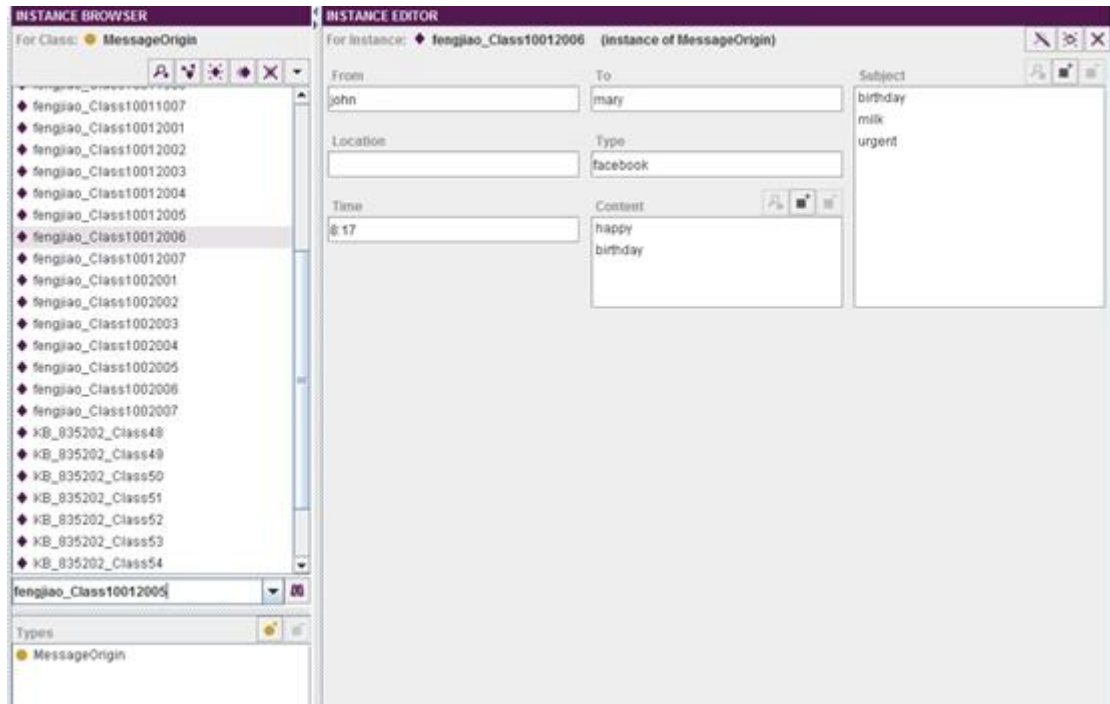 INSTANCE BROWSER
For Class: MessageOrigin
fengjiao_Class10011007
fengjiao_Class10012001
fengjiao_Class10012002
fengjiao_Class10012003
fengjiao_Class10012004
fengjiao_Class10012005
fengjiao_Class10012006
fengjiao_Class10012007
fengjiao_Class1002001
fengjiao_Class1002002
fengjiao_Class1002003
fengjiao_Class1002004
fengjiao_Class1002005
fengjiao_Class1002006
fengjiao_Class1002007
KB_835202_Class48
KB_835202_Class49
KB_835202_Class50
KB_835202_Class51
KB_835202_Class52
KB_835202_Class53
KB_835202_Class54
fengjiao_Class10012005
Types
MessageOrigin
INSTANCE EDITOR
For Instance: fengjiao_Class10012006 (instance of MessageOrigin)
From
john
To
mary
Subject
birthday
milk
urgent
Location
Type
facebook
Time
8:17
Content
happy
birthday